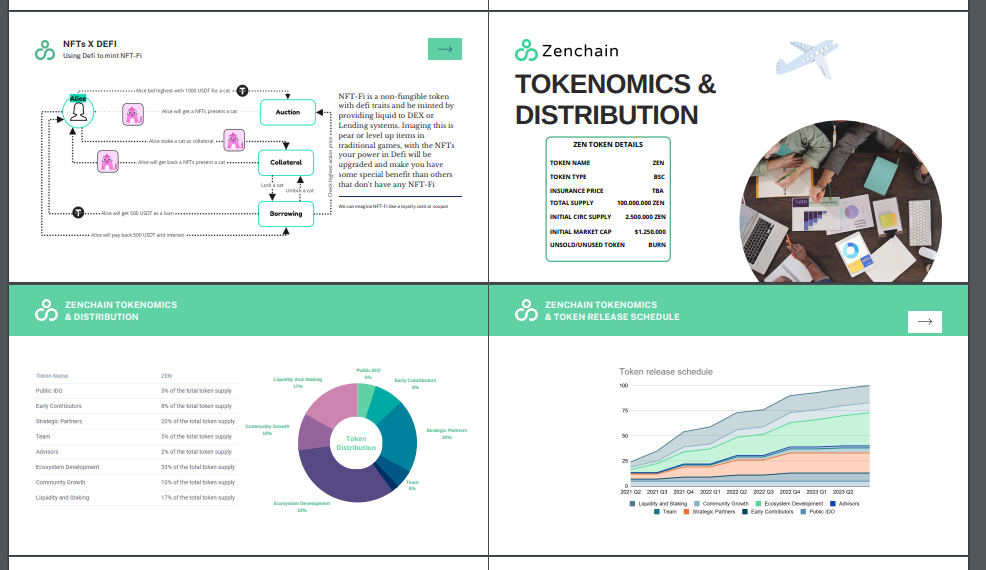 NFTs X DEFI
Using Defi to mint NFT-Fi
Alice bid highest with 1000 USDT for a cat
Alice
Auction
Alice will get a NFTs present a cat
Alice stake a cat as collateral
Alice will get back a NFTs present a cat
Collateral
Check highest action price
Lock a cat
Unlock a cat
Borrowing
Alice will get 500 USDT as a loan
Alice will pay back 500 USDT and interest
NFT-Fi is a non-fungible token
with defi traits and be minted by
providing liquid to DEX or
Lending systems. Imaging this is
pear or level up items in
traditional games, with the NFTs
your power in Defi will be
upgraded and make you have
some special benefit than others
that don't have any NFT-Fi
We can imagine NFT-Fi like a loyalty card or coupon
Zenchain
TOKENOMICS &
DISTRIBUTION
ZEN TOKEN DETAILS
TOKEN NAME ZEN
TOKEN TYPE BSC
INSURANCE PRICE TBA
TOTAL SUPPLY 100.000.000 ZEN
INITIAL CIRC SUPPLY 2.500.000 ZEN
INITIAL MARKET CAP $1.250.000
UNSOLD/UNUSED TOKEN BURN
ZENCHAIN TOKENOMICS
& DISTRIBUTION
Token Name ZEN
Public IDO 5% of the total token supply
Early Contributors 8% of the total token supply
Strategic Partners 20% of the total token supply
Team 5% of the total token supply
Advisors 2% of the total token supply
Ecosystem Development 33% of the total token supply
Community Growth 10% of the total token supply
Liquidity and Staking 17% of the total token supply
Public IDO
5%
Early Contributors
8%
Strategic Partners
20%
Team
5%
Ecosystem Development
33%
Community Growth
10%
Liquidity And Staking
17%
Token
Distribution
ZENCHAIN TOKENOMICS
& TOKEN RELEASE SCHEDULE
Token release schedule
100
75
50
25
0
2021 Q2 2021 Q3 2021 Q4 2022 Q1 2022 Q2 2022 Q3 2022 Q4 2023 Q1 2023 Q2
Liquidity and Staking Community Growth Ecosystem Development Advisors
Team Strategic Partners Early Contributors Public IDO